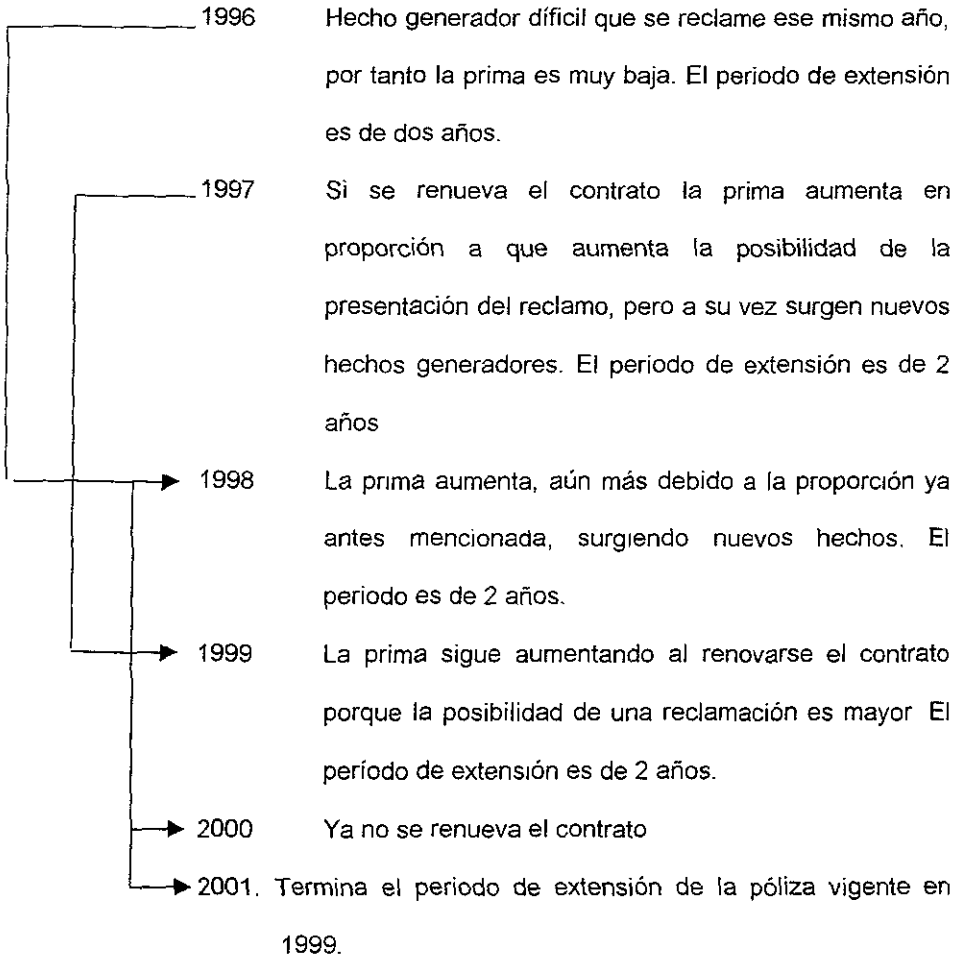 1996 Hecho generador díficil que se reclame ese mismo año,
por tanto la prima es muy baja. El periodo de extensión
es de dos años.
1997 Si se renueva el contrato la prima aumenta en
proporción a que aumenta la posibilidad de la
presentación del reclamo, pero a su vez surgen nuevos
hechos generadores. El periodo de extensión es de 2
años
1998 La prima aumenta, aún más debido a la proporción ya
antes mencionada, surgiendo nuevos hechos. El
periodo es de 2 años.
1999 La prima sigue aumentando al renovarse el contrato
porque la posibilidad de una reclamación es mayor El
período de extensión es de 2 años.
2000 Ya no se renueva el contrato
2001. Termina el periodo de extensión de la póliza vigente en
1999.